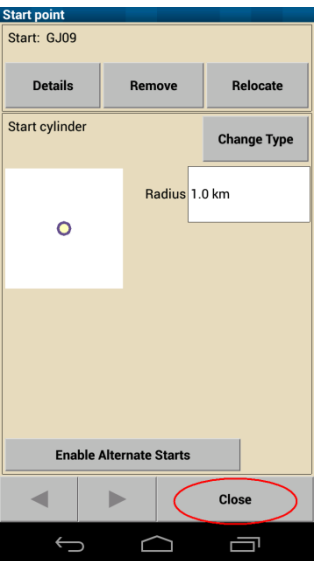 Start point
Start: GJ09
Details Remove Relocate
Start cylinder
Change Type
Radius 1.0 km
Enable Alternate Starts
Close